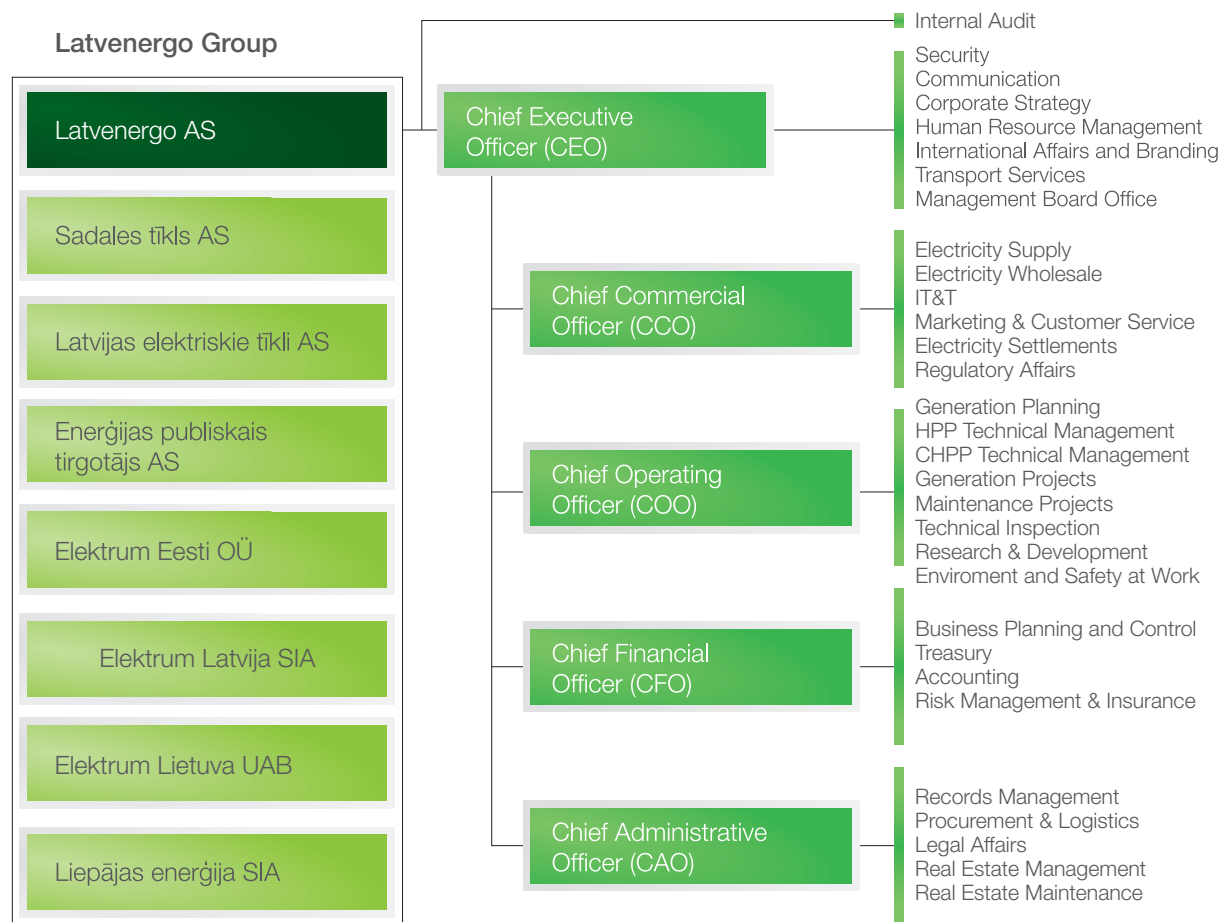 Latvenergo Group
Latvenergo AS
Sadales tīkls AS
Latvijas elektriskie tīkli AS
Enerģijas publiskais
tirgotājs AS
Elektrum Eesti OÜ
Elektrum Latvija SIA
Elektrum Lietuva UAB
Liepājas enerģija SIA
Chief Executive
Officer (CEO)
Internal Audit
Security
Communication
Corporate Strategy
Human Resource Management
International Affairs and Branding
Transport Services
Management Board Office
Chief Commercial
Officer (CCO)
Electricity Supply
Electricity Wholesale
IT&T
Marketing & Customer Service
Electricity Settlements
Regulatory Affairs
Chief Operating
Officer (COO)
Generation Planning
HPP Technical Management
CHPP Technical Management
Generation Projects
Maintenance Projects
Technical Inspection
Research & Development
Enviroment and Safety at Work
Chief Financial
Officer (CFO)
Business Planning and Control
Treasury
Accounting
Risk Management & Insurance
Chief Administrative
Officer (CAO)
Records Management
Procurement & Logistics
Legal Affairs
Real Estate Management
Real Estate Maintenance